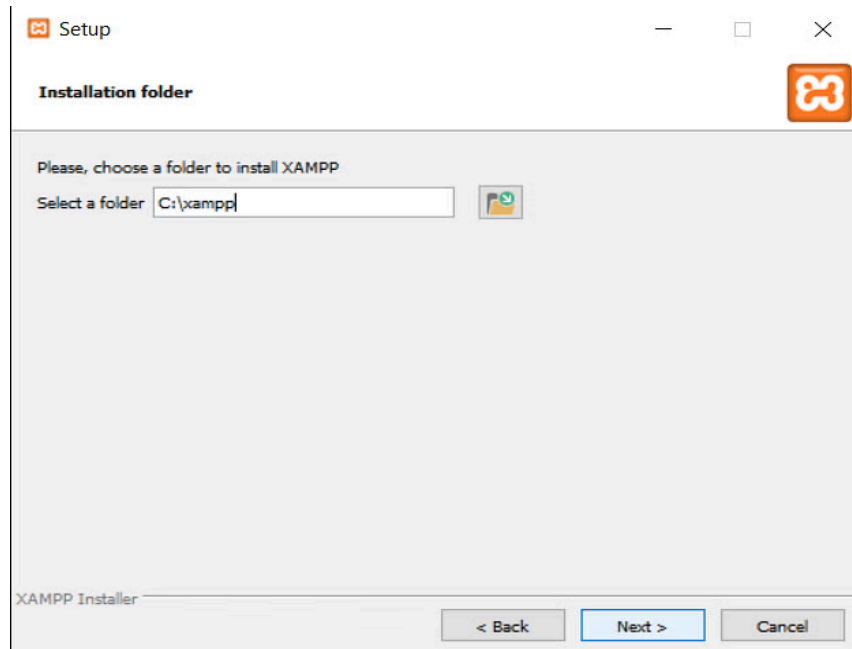 Setup
Installation folder
Please, choose a folder to install XAMPP
Select a folder C:\xampp
XAMPP Installer
< Back Next > Cancel